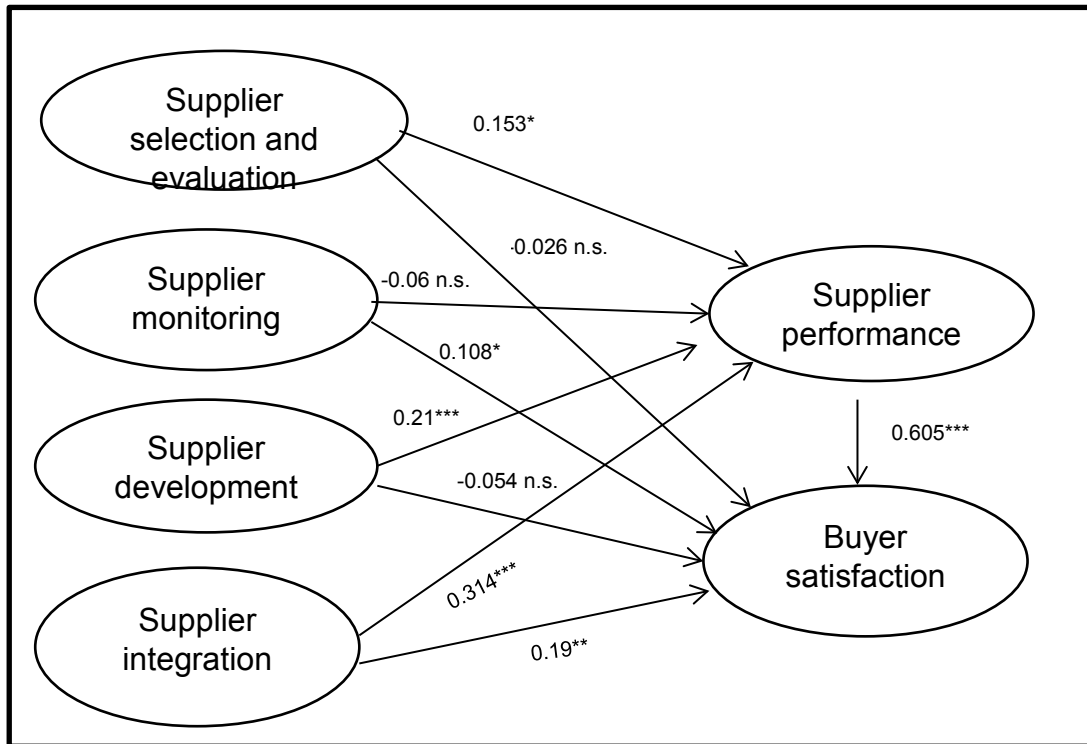 Supplier
selection and
evaluation
0.153*
-0.026 n.s.
Supplier
monitoring
-0.06 n.s.
Supplier
performance
0.108*
0.21***
0.605***
Supplier
development
-0.054 n.s.
Buyer
satisfaction
0.314***
Supplier
integration
0.19**